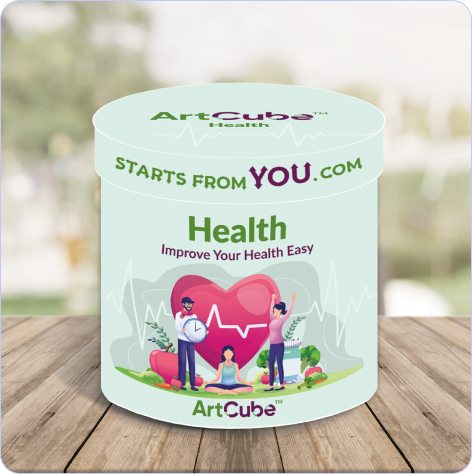 ArtCube™
Health
STARTS FROM YOU.COM
Health
Improve Your Health Easy
ArtCube™